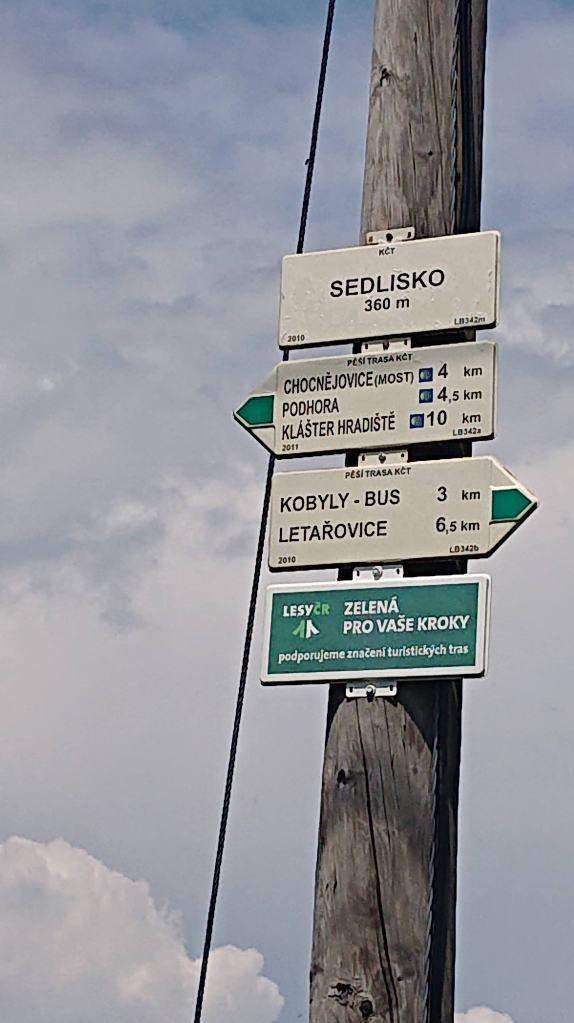 KČT
SEDLISKO
360 m
2010 LB342m
PĚŠÍ TRASA KČT
CHOCNĚJOVICE (MOST) 4 km
PODHORA 4,5 km
KLÁŠTER HRADIŠTĚ 10 km
2011 LB342a
PĚŠÍ TRASA KČT
KOBYLY - BUS 3 km
LETAŘOVICE 6,5 km
2010 LB342b
LESY ČR ZELENÁ
PRO VAŠE KROKY
podporujeme značení turistických tras